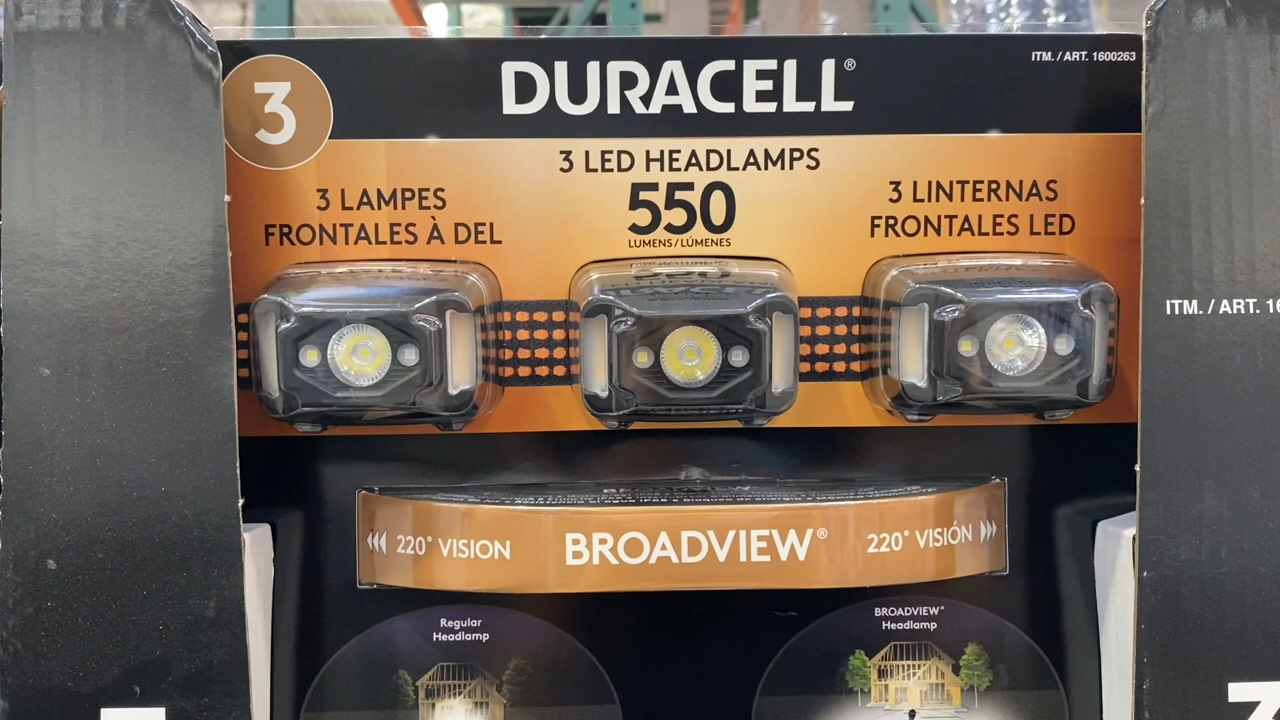 3
DURACELL®
ITM. / ART. 1600263
3 LED HEADLAMPS
550
LUMENS/LÚMENES
3 LAMPES
FRONTALES À DEL
3 LINTERNAS
FRONTALES LED
ITM. / ART.
220° VISION
BROADVIEW®
220° VISIÓN
Regular
Headlamp
BROADVIEW®
Headlamp